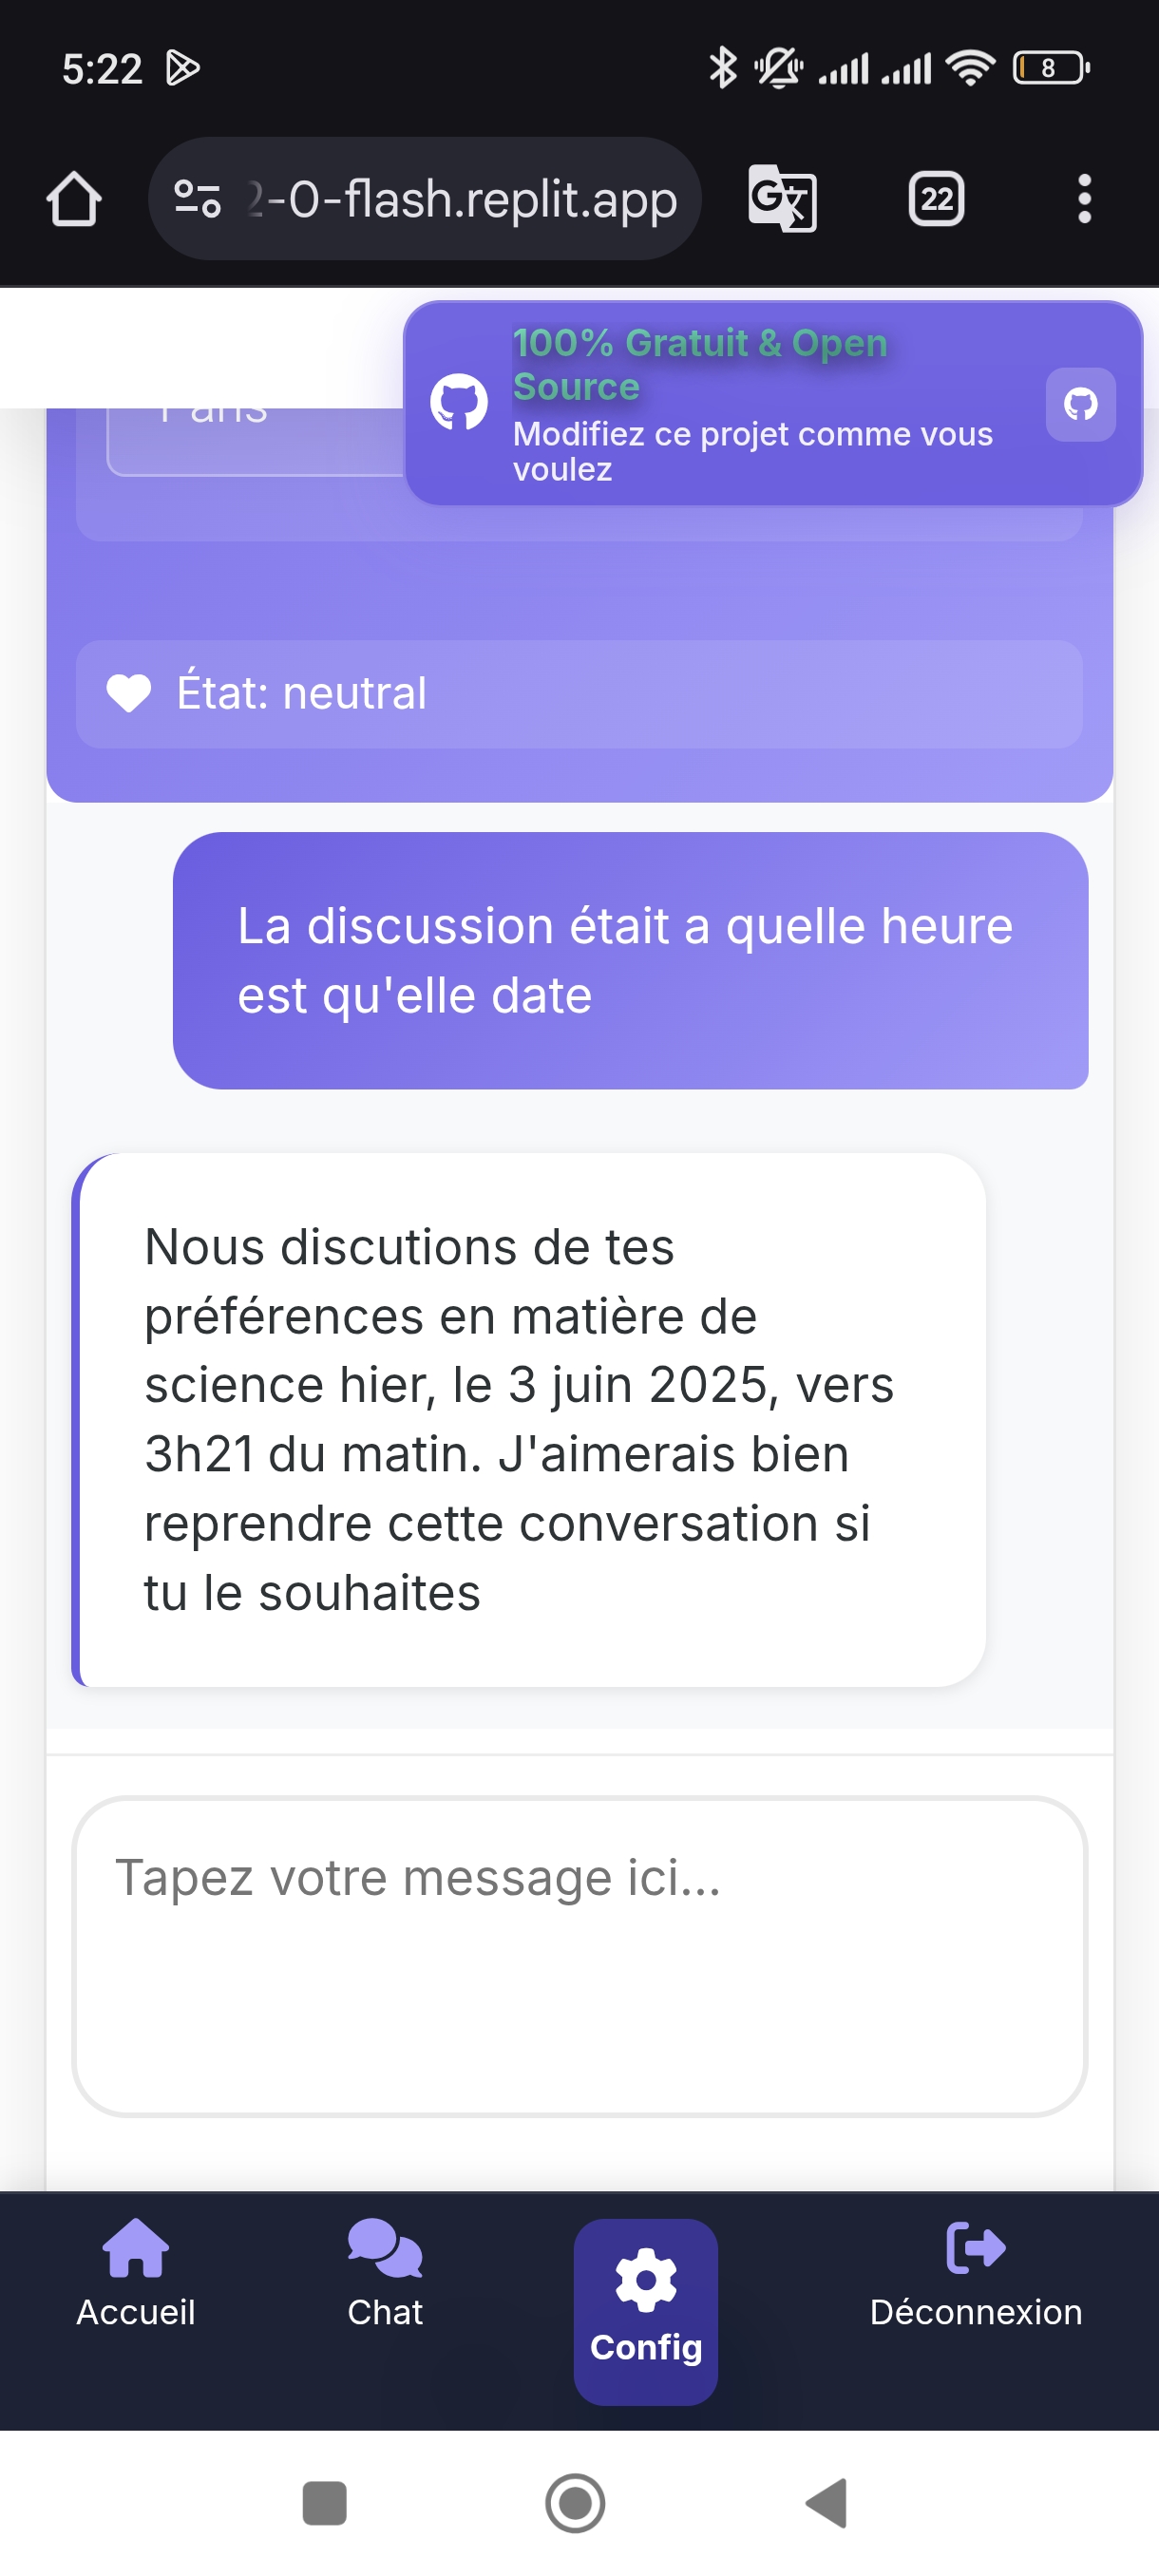 5:22
8
2-0-flash.replit.app
22
100% Gratuit & Open
Source
Modifiez ce projet comme vous
voulez
Paris
État: neutral
La discussion était a quelle heure
est qu'elle date
Nous discutions de tes
préférences en matière de
science hier, le 3 juin 2025, vers
3h21 du matin. J'aimerais bien
reprendre cette conversation si
tu le souhaites
Tapez votre message ici...
Accueil
Chat
Config
Déconnexion